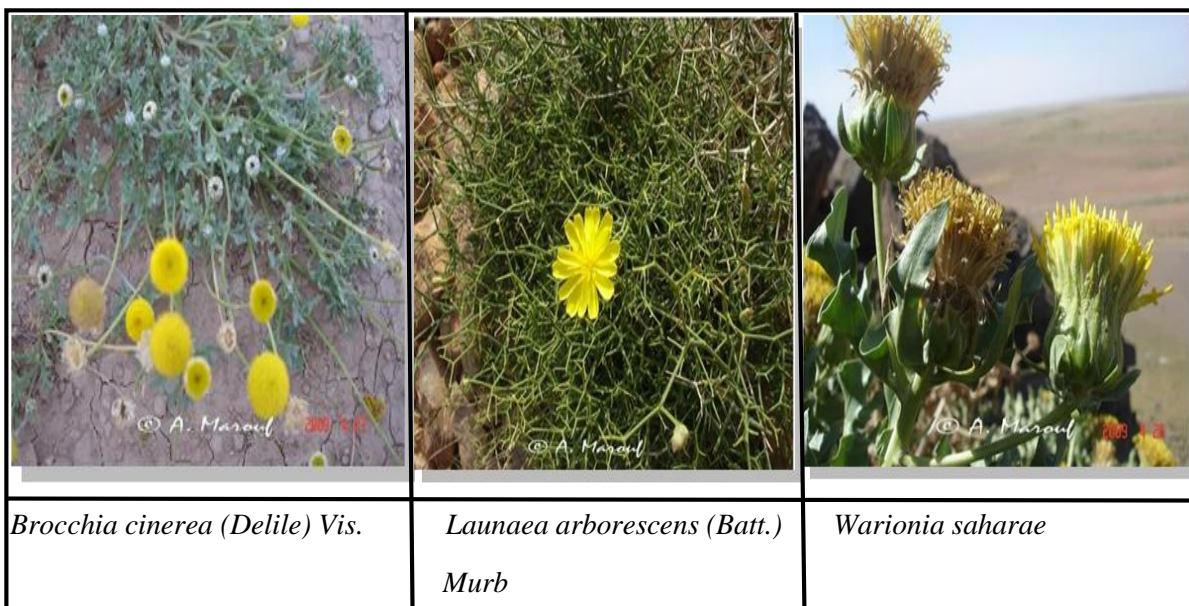 © A. Marouf
© A. Marouf
© A. Marouf
Brocchia cinerea (Delile) Vis.
Launaea arborescens (Batt.)
Murb
Warionia saharae